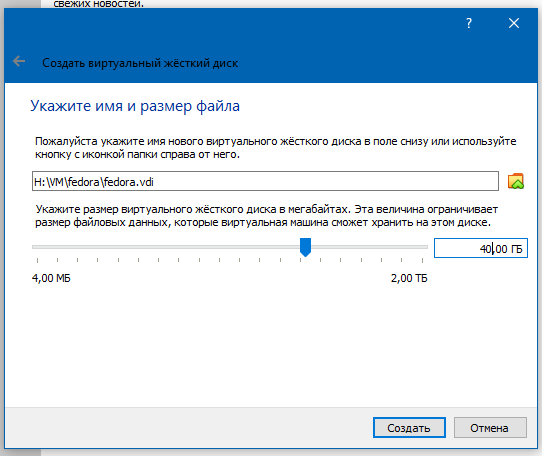 свежих новостей.
?
Создать виртуальный жёсткий диск
Укажите имя и размер файла
Пожалуйста укажите имя нового виртуального жёсткого диска в поле снизу или используйте
кнопку с иконкой папки справа от него.
H:\VM\fedora\fedora.vdi
Укажите размер виртуального жёсткого диска в мегабайтах. Эта величина ограничивает
размер файловых данных, которые виртуальная машина сможет хранить на этом диске.
40,00 ГБ
4,00 МБ 2,00 ТБ
Создать Отмена